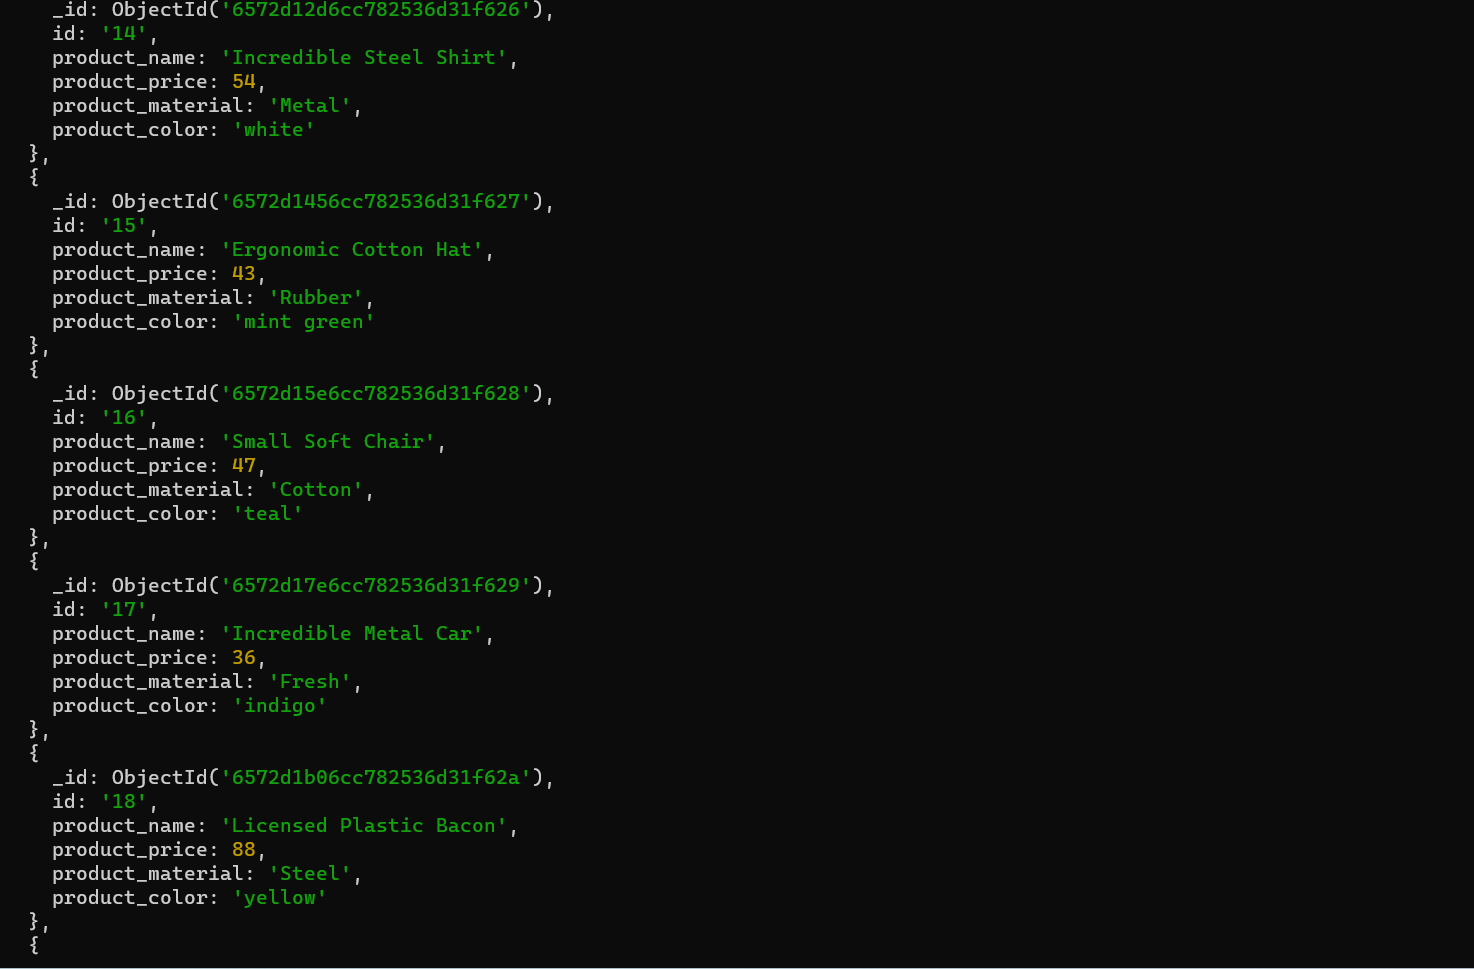 _id: ObjectId('6572d12d6cc782536d31f626'),
id: '14',
product_name: 'Incredible Steel Shirt',
product_price: 54,
product_material: 'Metal',
product_color: 'white'
},
{
_id: ObjectId('6572d1456cc782536d31f627'),
id: '15',
product_name: 'Ergonomic Cotton Hat',
product_price: 43,
product_material: 'Rubber',
product_color: 'mint green'
},
{
_id: ObjectId('6572d15e6cc782536d31f628'),
id: '16',
product_name: 'Small Soft Chair',
product_price: 47,
product_material: 'Cotton',
product_color: 'teal'
},
{
_id: ObjectId('6572d17e6cc782536d31f629'),
id: '17',
product_name: 'Incredible Metal Car',
product_price: 36,
product_material: 'Fresh',
product_color: 'indigo'
},
{
_id: ObjectId('6572d1b06cc782536d31f62a'),
id: '18',
product_name: 'Licensed Plastic Bacon',
product_price: 88,
product_material: 'Steel',
product_color: 'yellow'
},
{